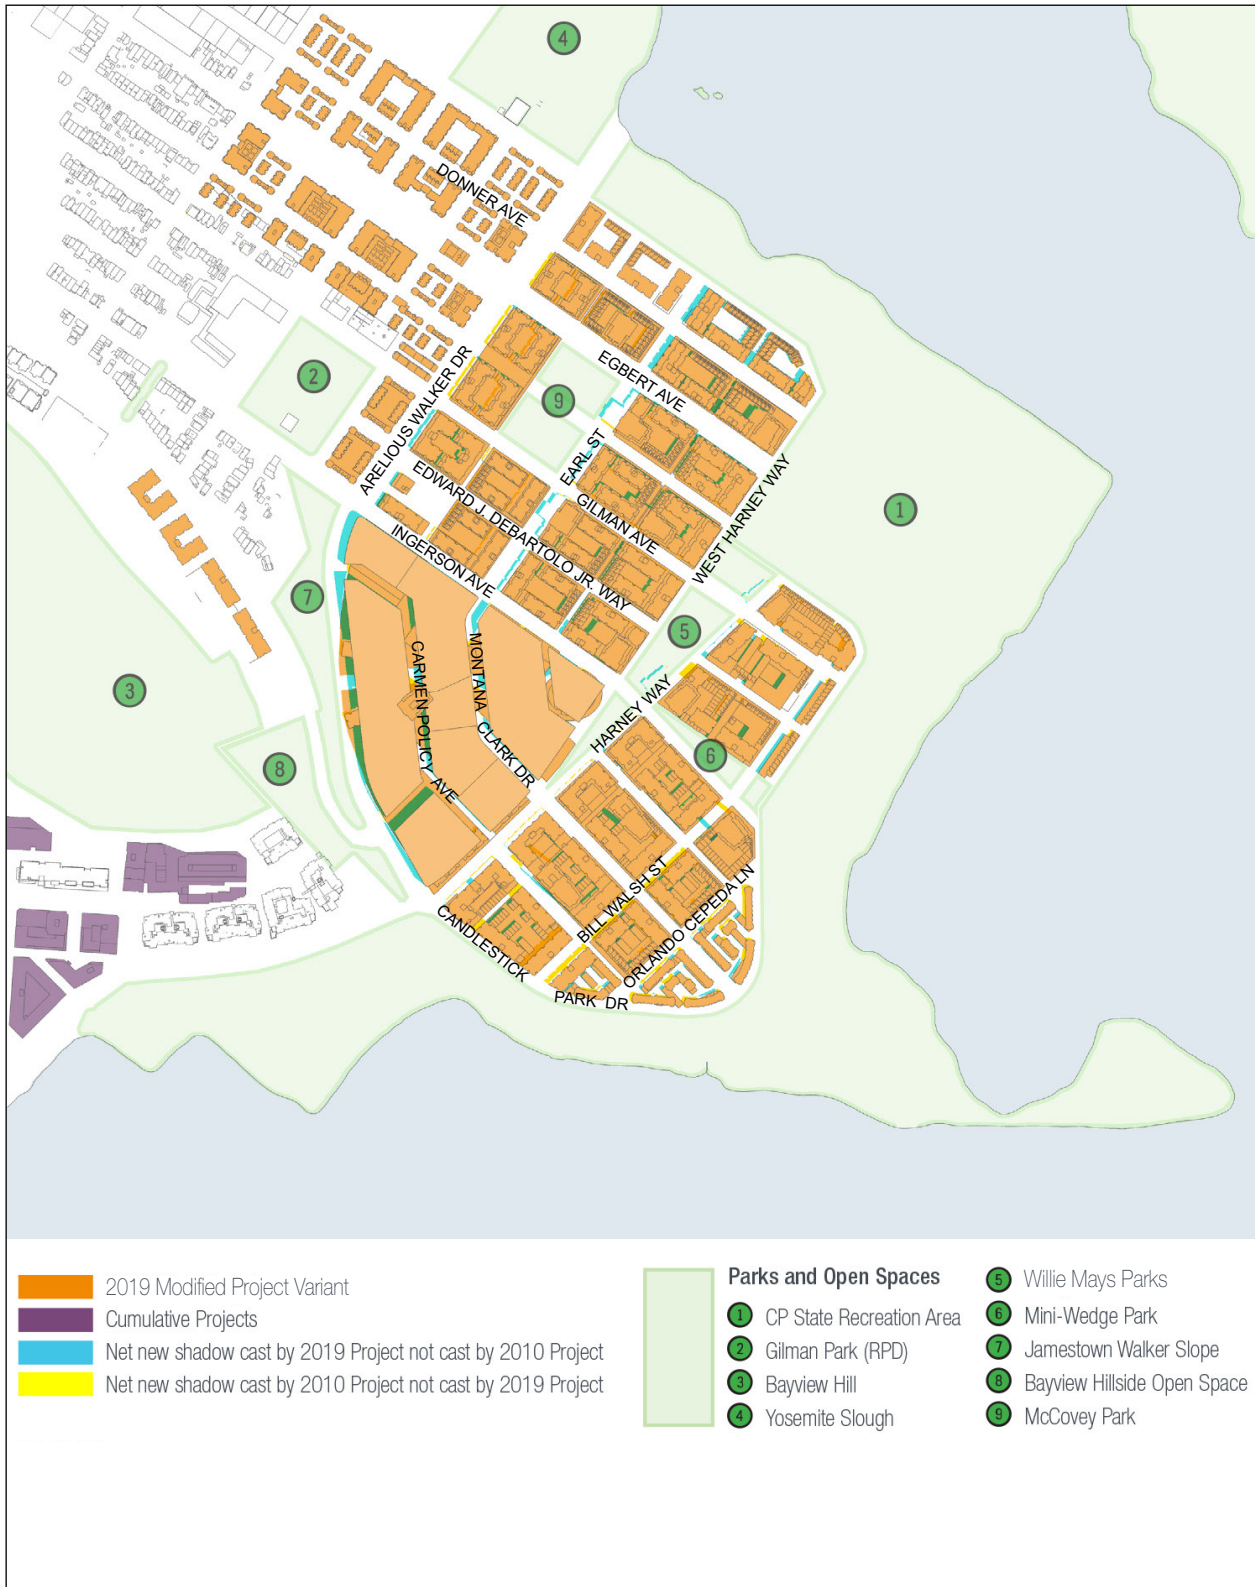 4
DONNER AVE
2
ARELIOUS WALKER DR
9
EGBERT AVE
EARL ST
EDWARD J. DEBARTOLO JR. WAY
GILMAN AVE
WEST HARNEY WAY
1
INGERSON AVE
7
5
3
CARMEN POLICY AVE
MONTANA CLARK DR
HARNEY WAY
6
8
BILL WALSH ST
ORLANDO CEPEDA LN
CANDLESTICK PARK DR
2019 Modified Project Variant
Cumulative Projects
Net new shadow cast by 2019 Project not cast by 2010 Project
Net new shadow cast by 2010 Project not cast by 2019 Project
Parks and Open Spaces
1 CP State Recreation Area
2 Gilman Park (RPD)
3 Bayview Hill
4 Yosemite Slough
5 Willie Mays Parks
6 Mini-Wedge Park
7 Jamestown Walker Slope
8 Bayview Hillside Open Space
9 McCovey Park